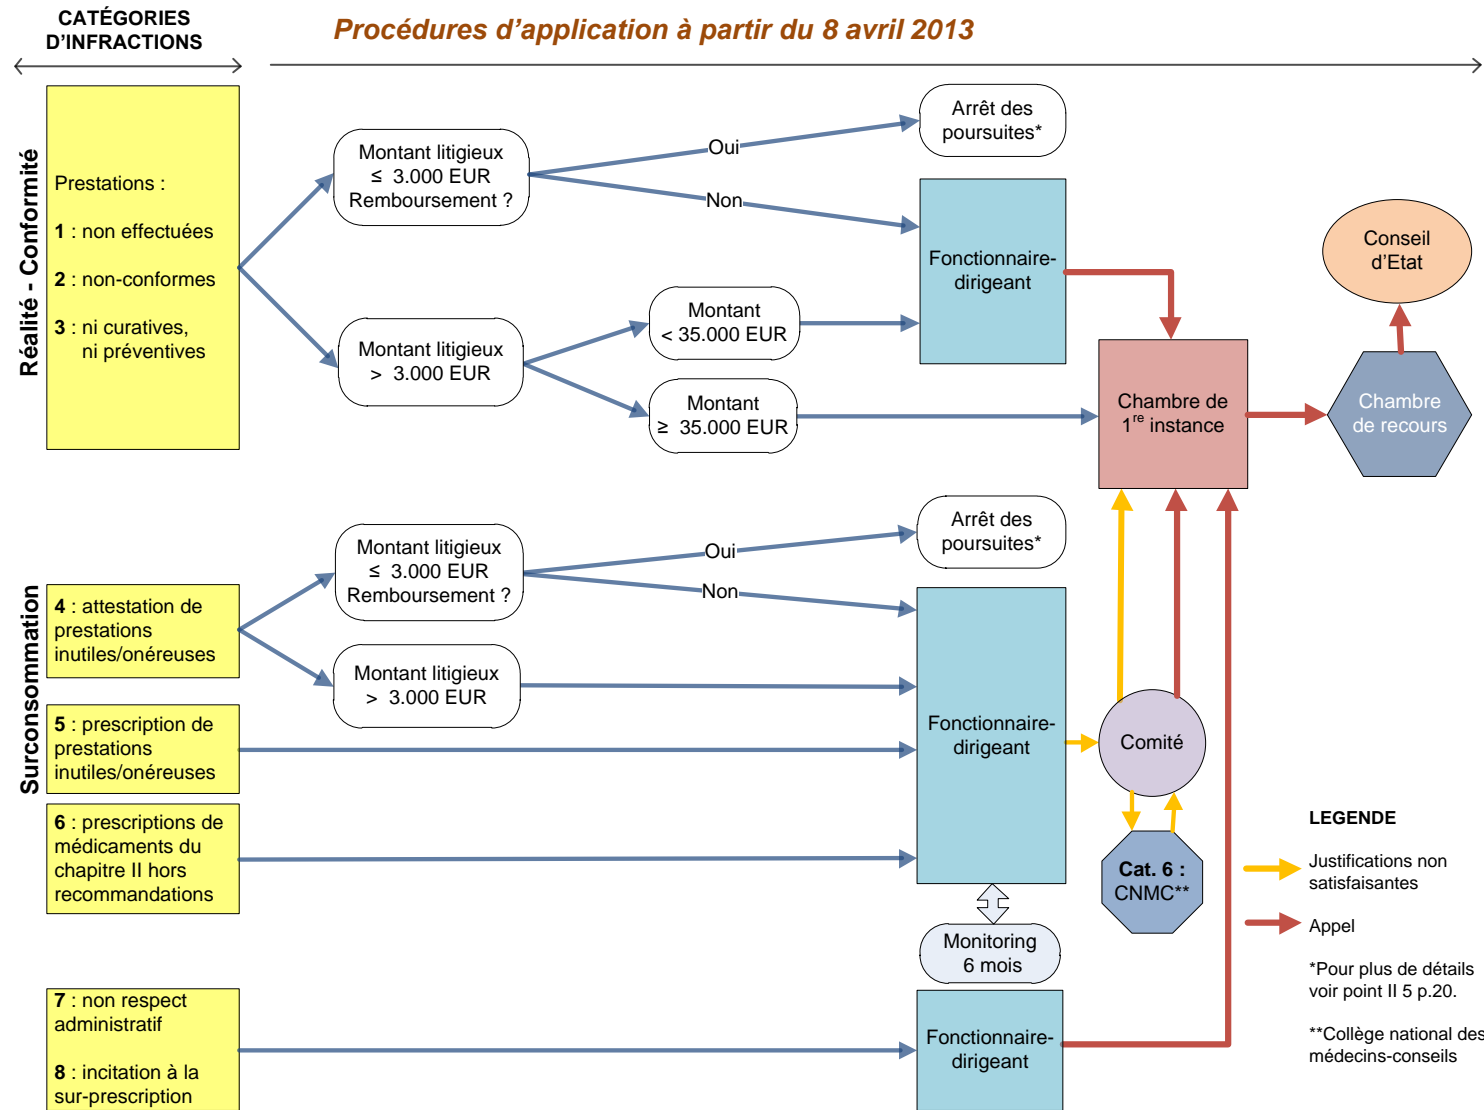 CATÉGORIES
D'INFRACTIONS
Procédures d'application à partir du 8 avril 2013
Réalité - Conformité
Prestations :
1 : non effectuées
2 : non-conformes
3 : ni curatives,
ni préventives
Montant litigieux
≤ 3.000 EUR
Remboursement ?
Oui
Non
Arrêt des
poursuites*
Montant litigieux
> 3.000 EUR
Montant
< 35.000 EUR
Montant
≥ 35.000 EUR
Fonctionnaire-
dirigeant
Chambre de
1re instance
Conseil
d'Etat
Chambre
de recours
Surconsommation
4 : attestation de
prestations
inutiles/onéreuses
Montant litigieux
≤ 3.000 EUR
Remboursement ?
Oui
Non
Arrêt des
poursuites*
Montant litigieux
> 3.000 EUR
5 : prescription de
prestations
inutiles/onéreuses
6 : prescriptions de
médicaments du
chapitre II hors
recommandations
Fonctionnaire-
dirigeant
Comité
Cat. 6 :
CNMC**
Monitoring
6 mois
7 : non respect
administratif
8 : incitation à la
sur-prescription
Fonctionnaire-
dirigeant
LEGENDE
Justifications non
satisfaisantes
Appel
*Pour plus de détails
voir point II 5 p.20.
**Collège national des
médecins-conseils